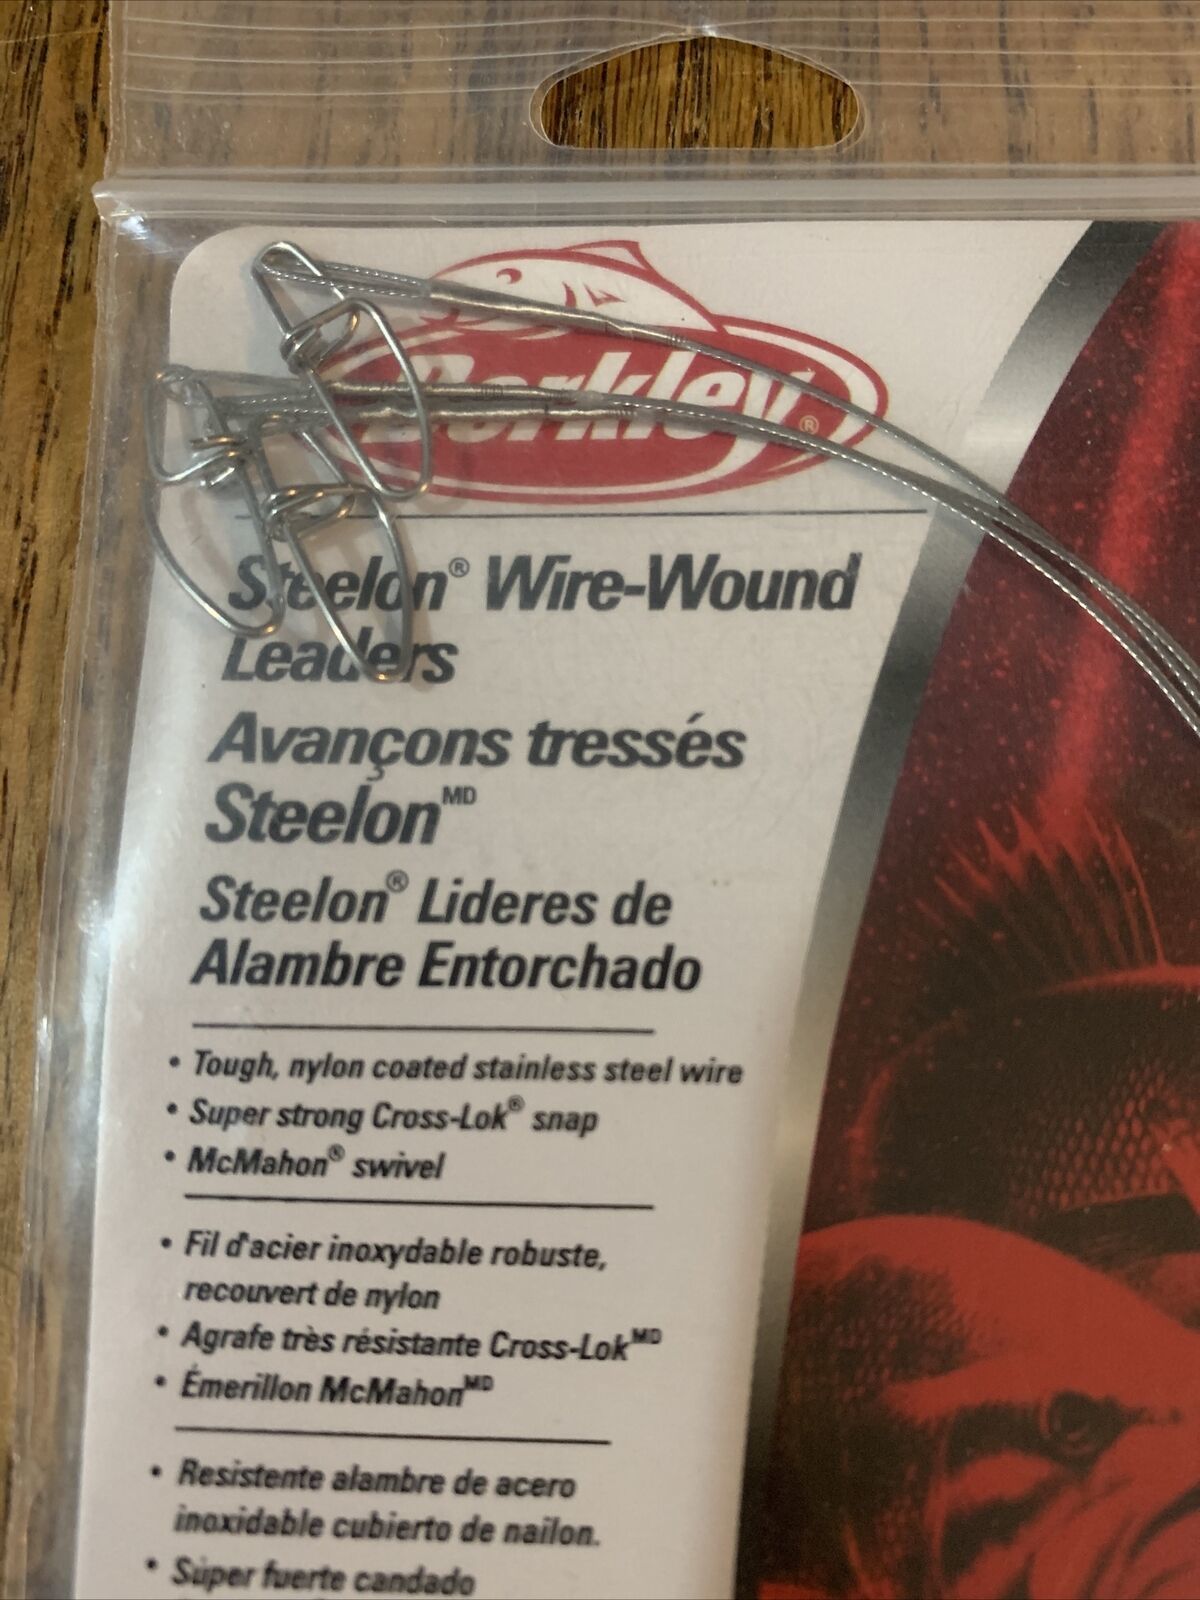 Berkley®
Steelon® Wire-Wound
Leaders
Avançons tressés
Steelon MD
Steelon® Lideres de
Alambre Entorchado
• Tough, nylon coated stainless steel wire
• Super strong Cross-Lok® snap
• McMahon® swivel
• Fil d'acier inoxydable robuste,
recouvert de nylon
• Agrafe très résistante Cross-Lok MD
• Émerillon McMahon MD
• Resistente alambre de acero
inoxidable cubierto de nailon.
• Súper fuerte candado